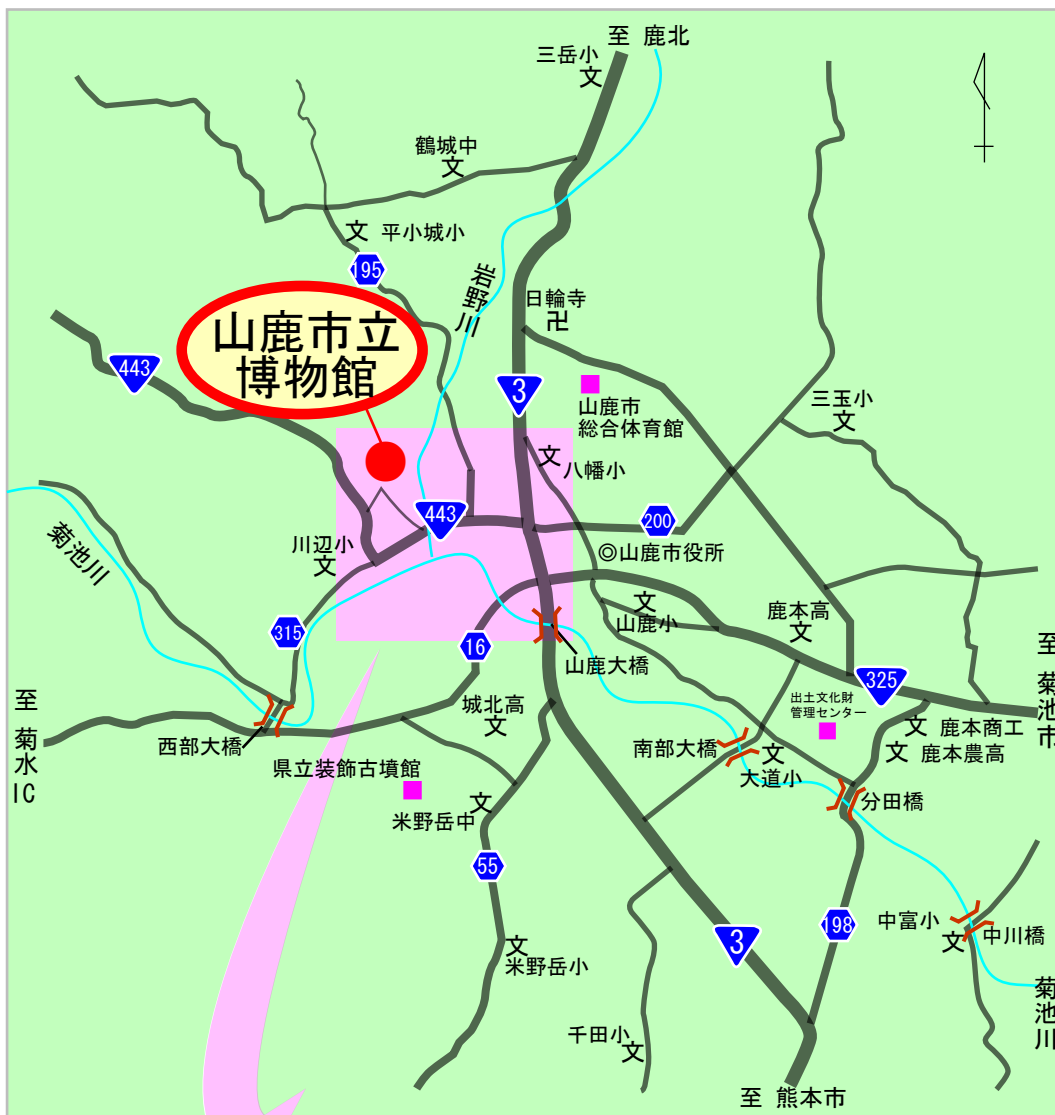 至 鹿北
三岳小
文
鶴城中
文
文 平小城小
195
岩野川
日輪寺
卍
山鹿市立
博物館
443
3
山鹿市
総合体育館
三玉小
文
文
八幡小
443
200
◎山鹿市役所
菊池川
川辺小
文
315
16
文
山鹿小
山鹿大橋
鹿本高
文
325
至 菊池市
至 菊水IC
西部大橋
城北高
文
出土文化財
管理センター
文 鹿本商工
文 鹿本農高
南部大橋
文
大道小
県立装飾古墳館
文
米野岳中
分田橋
55
198
3
中富小
文
中川橋
文
米野岳小
菊池川
千田小
文
至 熊本市